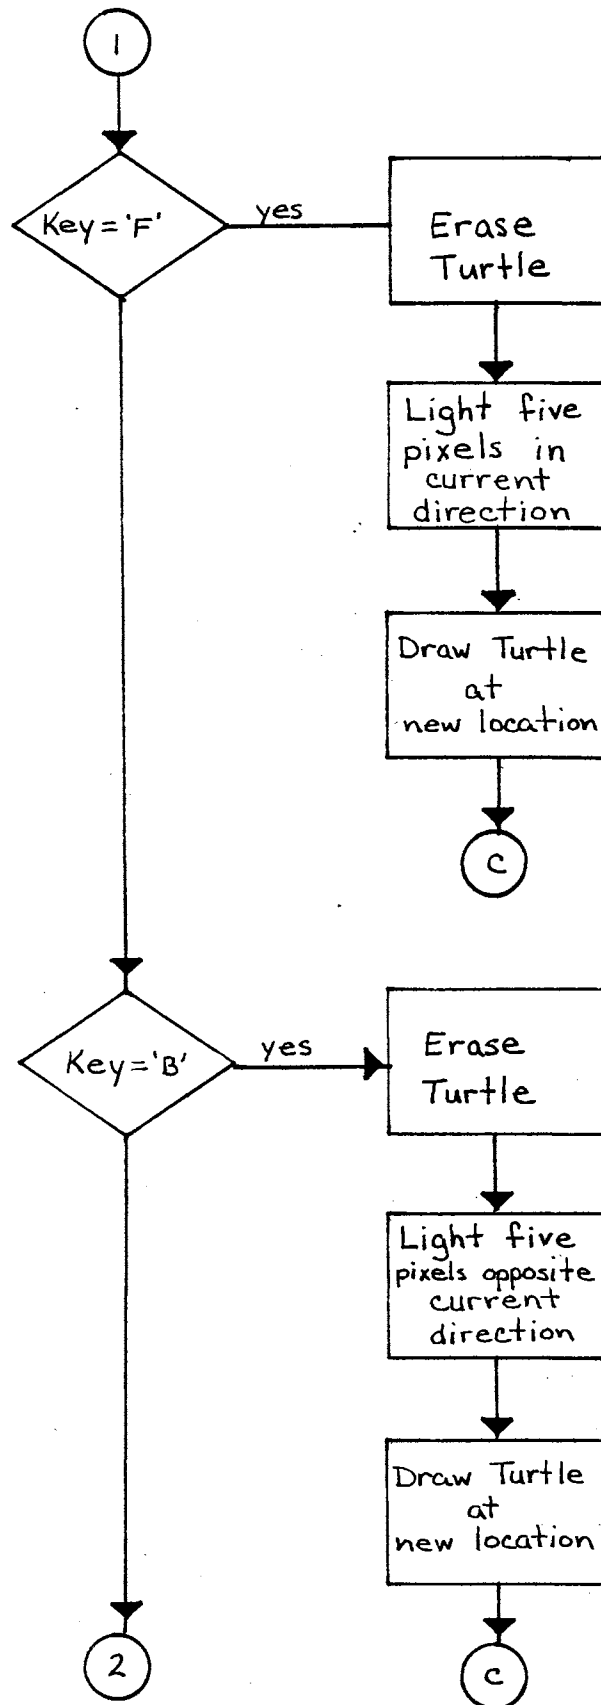 1
Key='F'
yes
Erase
Turtle
Light five
pixels in
current
direction
Draw Turtle
at
new location
C
Key='B'
yes
Erase
Turtle
Light five
pixels opposite
current
direction
Draw Turtle
at
new location
2
C